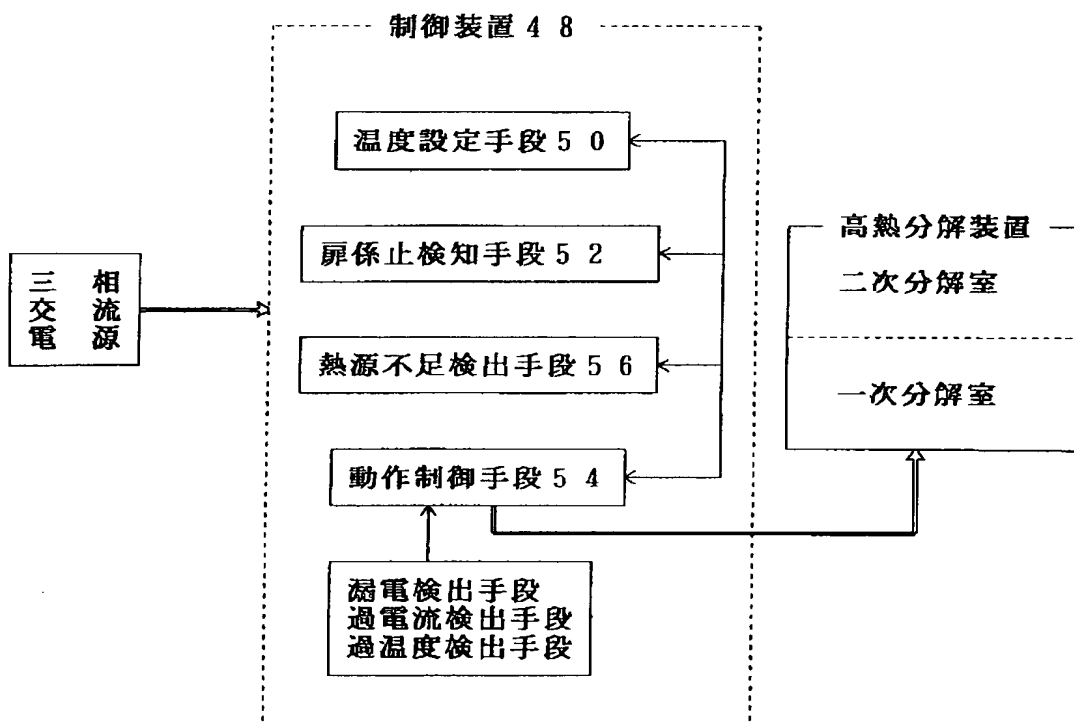 制御装置４８
温度設定手段５０
扉係止検知手段５２
熱源不足検出手段５６
動作制御手段５４
漏電検出手段
過電流検出手段
過温度検出手段
三相
交流
電源
高熱分解装置
二次分解室
一次分解室